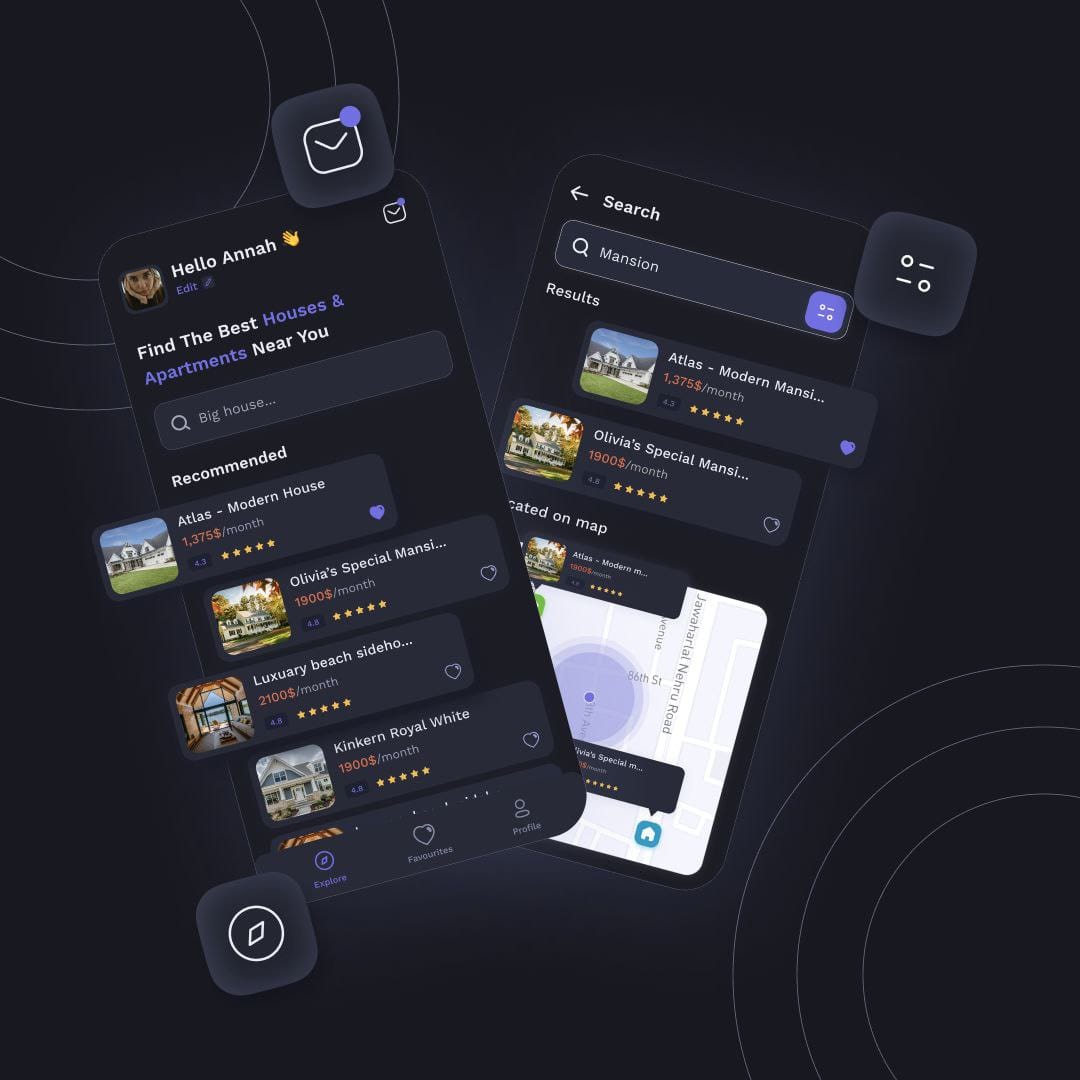 Hello Annah 👋
Edit
Find The Best Houses &
Apartments Near You
Big house...
Recommended
Atlas - Modern House
1,375$/month
4.3
Olivia's Special Mansi...
1900$/month
4.8
Luxuary beach sideho...
2100$/month
4.8
Kinkern Royal White
1900$/month
4.8
Explore
Favourites
Profile
Search
Mansion
Results
Atlas - Modern Mansi...
1,375$/month
4.3
Olivia's Special Mansi...
1900$/month
4.8
cated on map
Atlas - Modern m...
1900$/month
4.8
venue
86th St
Jawaharlal Nehru Road
ivia's Special m...
0$/month